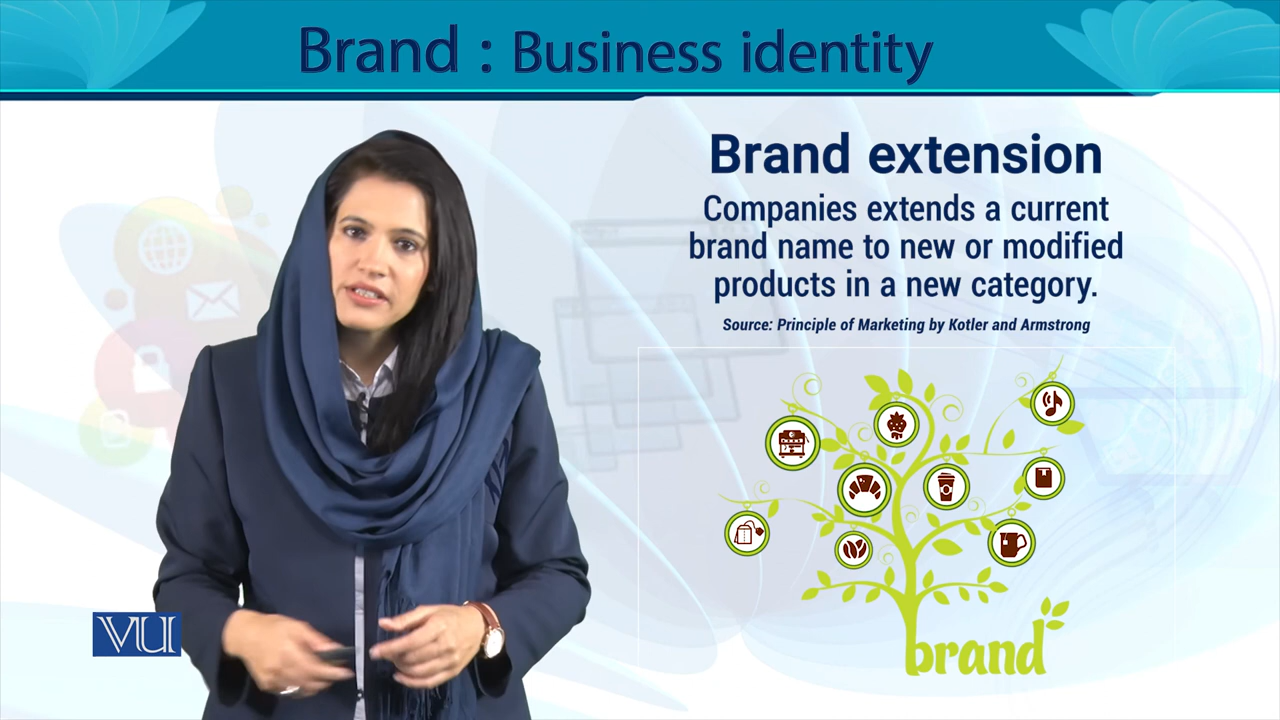 Brand : Business identity
Brand extension
Companies extends a current
brand name to new or modified
products in a new category.
Source: Principle of Marketing by Kotler and Armstrong
brand
VU